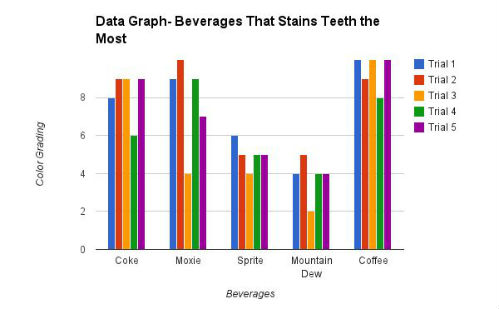 Data Graph- Beverages That Stains Teeth the
Most
Trial 1
Trial 2
Trial 3
Trial 4
Trial 5
Color Grading
8
6
4
2
0
Coke
Moxie
Sprite
Mountain
Dew
Coffee
Beverages